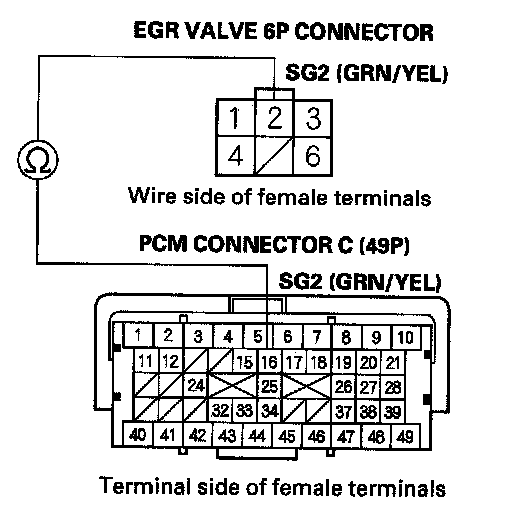 EGR VALVE 6P CONNECTOR
SG2 (GRN/YEL)
1 2 3
4 6
Ω
Wire side of female terminals
PCM CONNECTOR C (49P)
SG2 (GRN/YEL)
1 2 3 4 5 6 7 8 9 10
11 12 15 16 17 18 19 20 21
24 25 26 27 28
32 33 34 37 38 39
40 41 42 43 44 45 46 47 48 49
Terminal side of female terminals